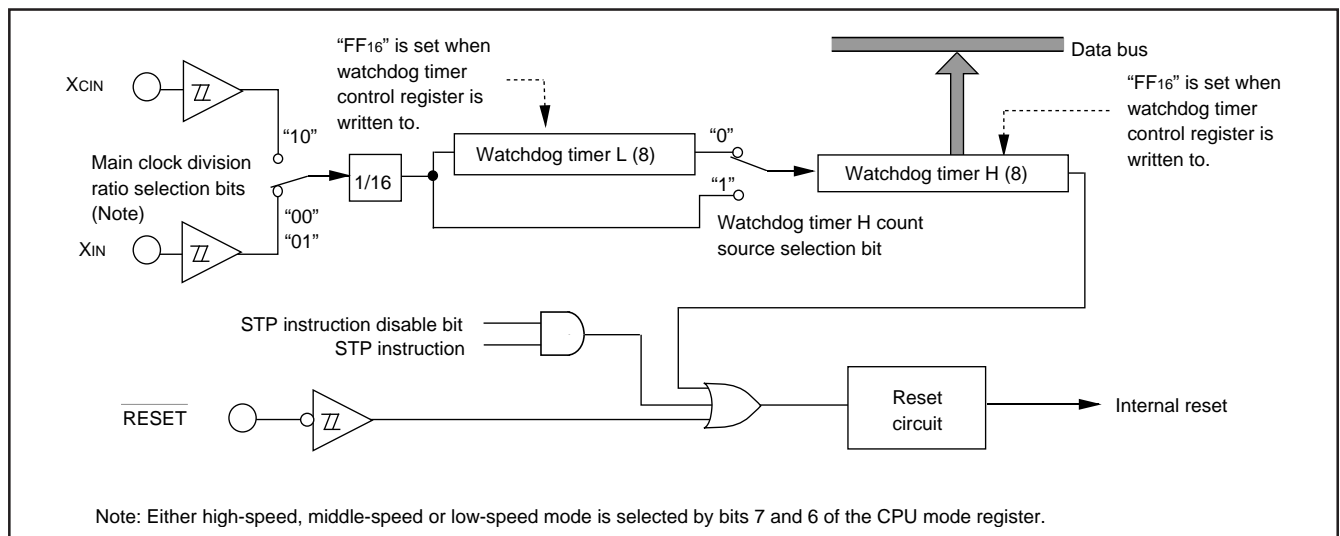 “FF16” is set when
watchdog timer
control register is
written to.
Data bus
“FF16” is set when
watchdog timer
control register is
written to.
XCIN
“10”
Main clock division
ratio selection bits
(Note)
“00”
“01”
XIN
1/16
Watchdog timer L (8)
“0”
“1”
Watchdog timer H count
source selection bit
Watchdog timer H (8)
STP instruction disable bit
STP instruction
RESET
Reset
circuit
Internal reset
Note: Either high-speed, middle-speed or low-speed mode is selected by bits 7 and 6 of the CPU mode register.